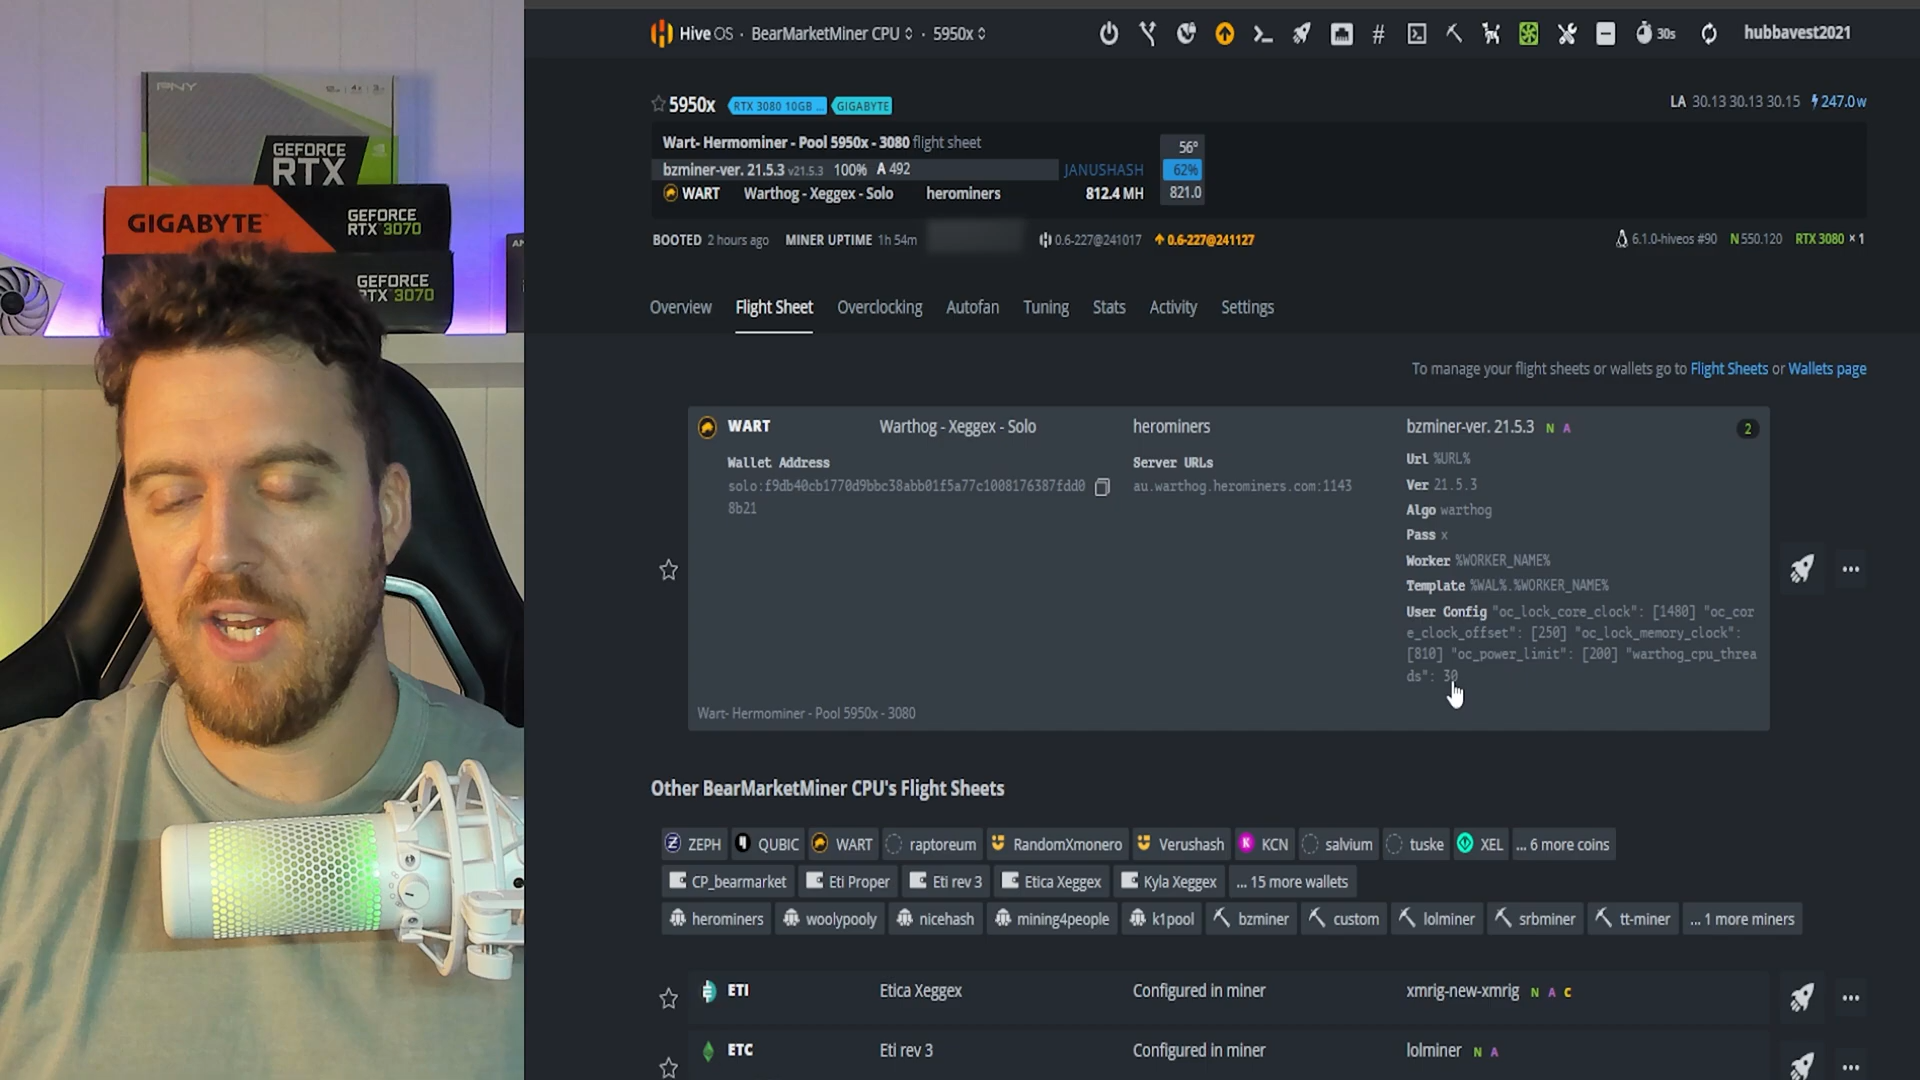 PNY
GEFORCE
RTX
GIGABYTE
GEFORCE
RTX 3070
GEFORCE
RTX 3070
Hive OS · BearMarketMiner CPU · 5950x
30s
hubbavest2021
5950x
RTX 3080 10GB ...
GIGABYTE
LA 30.13 30.13 30.15 247.0 w
Wart- Hermominer - Pool 5950x - 3080 flight sheet
56°
bzminer-ver. 21.5.3 v21.5.3 100% A 492
JANUSHASH
62%
WART Warthog - Xeggex - Solo herominers 812.4 MH
821.0
BOOTED 2 hours ago MINER UPTIME 1h 54m
0.6-227@241017
0.6-227@241127
6.1.0-hiveos #90 N 550.120 RTX 3080 × 1
Overview Flight Sheet Overclocking Autofan Tuning Stats Activity Settings
To manage your flight sheets or wallets go to Flight Sheets or Wallets page
WART Warthog - Xeggex - Solo herominers bzminer-ver. 21.5.3 N A 2
Wallet Address
solo:f9db40cb1770d9bbc38abb01f5a77c1008176387fdd0
8b21
Server URLs
au.warthog.herominers.com:1143
Url %URL%
Ver 21.5.3
Algo warthog
Pass x
Worker %WORKER_NAME%
Template %WAL%.%WORKER_NAME%
User Config "oc_lock_core_clock": [1480] "oc_cor
e_clock_offset": [250] "oc_lock_memory_clock":
[810] "oc_power_limit": [200] "warthog_cpu_threa
ds": 30
Wart- Hermominer - Pool 5950x - 3080
Other BearMarketMiner CPU's Flight Sheets
ZEPH QUBIC WART raptoreum RandomXmonero Verushash KCN salvium tuske XEL ... 6 more coins
CP_bearmarket Eti Proper Eti rev 3 Etica Xeggex Kyla Xeggex ... 15 more wallets
herominers woolypooly nicehash mining4people k1pool bzminer custom lolminer srbminer tt-miner ... 1 more miners
ETI Etica Xeggex Configured in miner xmrig-new-xmrig N A C
ETC Eti rev 3 Configured in miner lolminer N A